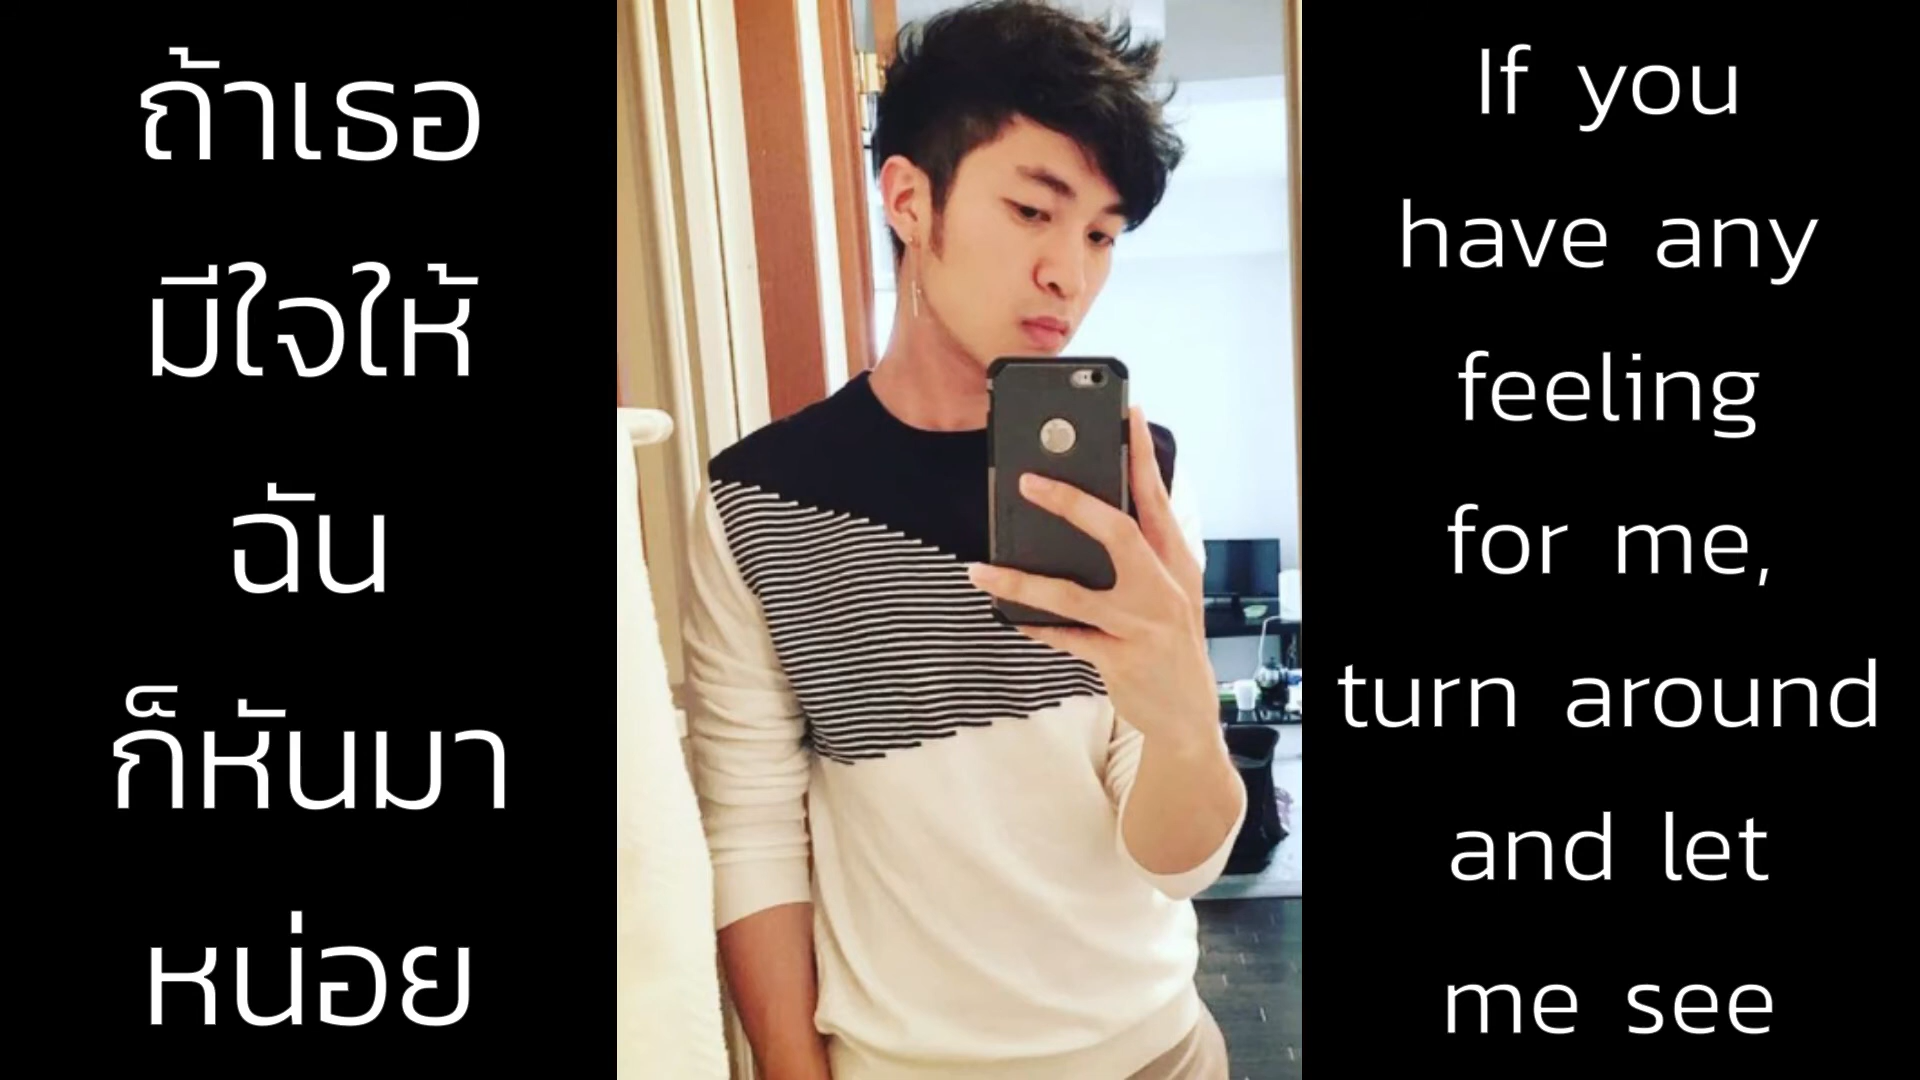 ถ้าเธอ
มีใจให้
ฉัน
ก็หันมา
หน่อย
If you
have any
feeling
for me,
turn around
and let
me see